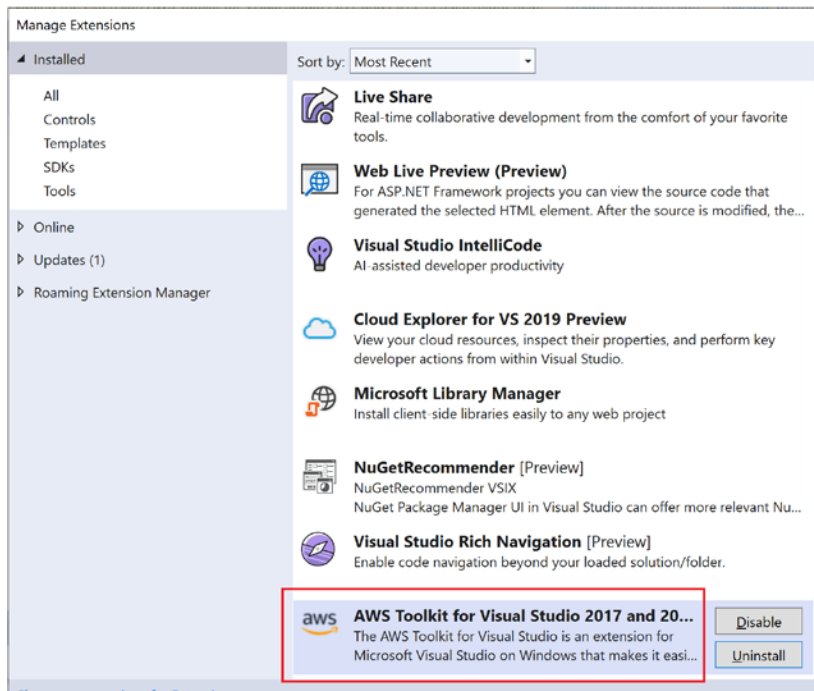 Manage Extensions
Installed
All
Controls
Templates
SDKs
Tools
Online
Updates (1)
Roaming Extension Manager
Sort by: Most Recent
Live Share
Real-time collaborative development from the comfort of your favorite
tools.
Web Live Preview (Preview)
For ASP.NET Framework projects you can view the source code that
generated the selected HTML element. After the source is modified, the...
Visual Studio IntelliCode
AI-assisted developer productivity
Cloud Explorer for VS 2019 Preview
View your cloud resources, inspect their properties, and perform key
developer actions from within Visual Studio.
Microsoft Library Manager
Install client-side libraries easily to any web project
NuGetRecommender [Preview]
NuGetRecommender VSIX
NuGet Package Manager UI in Visual Studio can offer more relevant Nu...
Visual Studio Rich Navigation [Preview]
Enable code navigation beyond your loaded solution/folder.
aws
AWS Toolkit for Visual Studio 2017 and 20...
The AWS Toolkit for Visual Studio is an extension for
Microsoft Visual Studio on Windows that makes it easi...
Disable
Uninstall